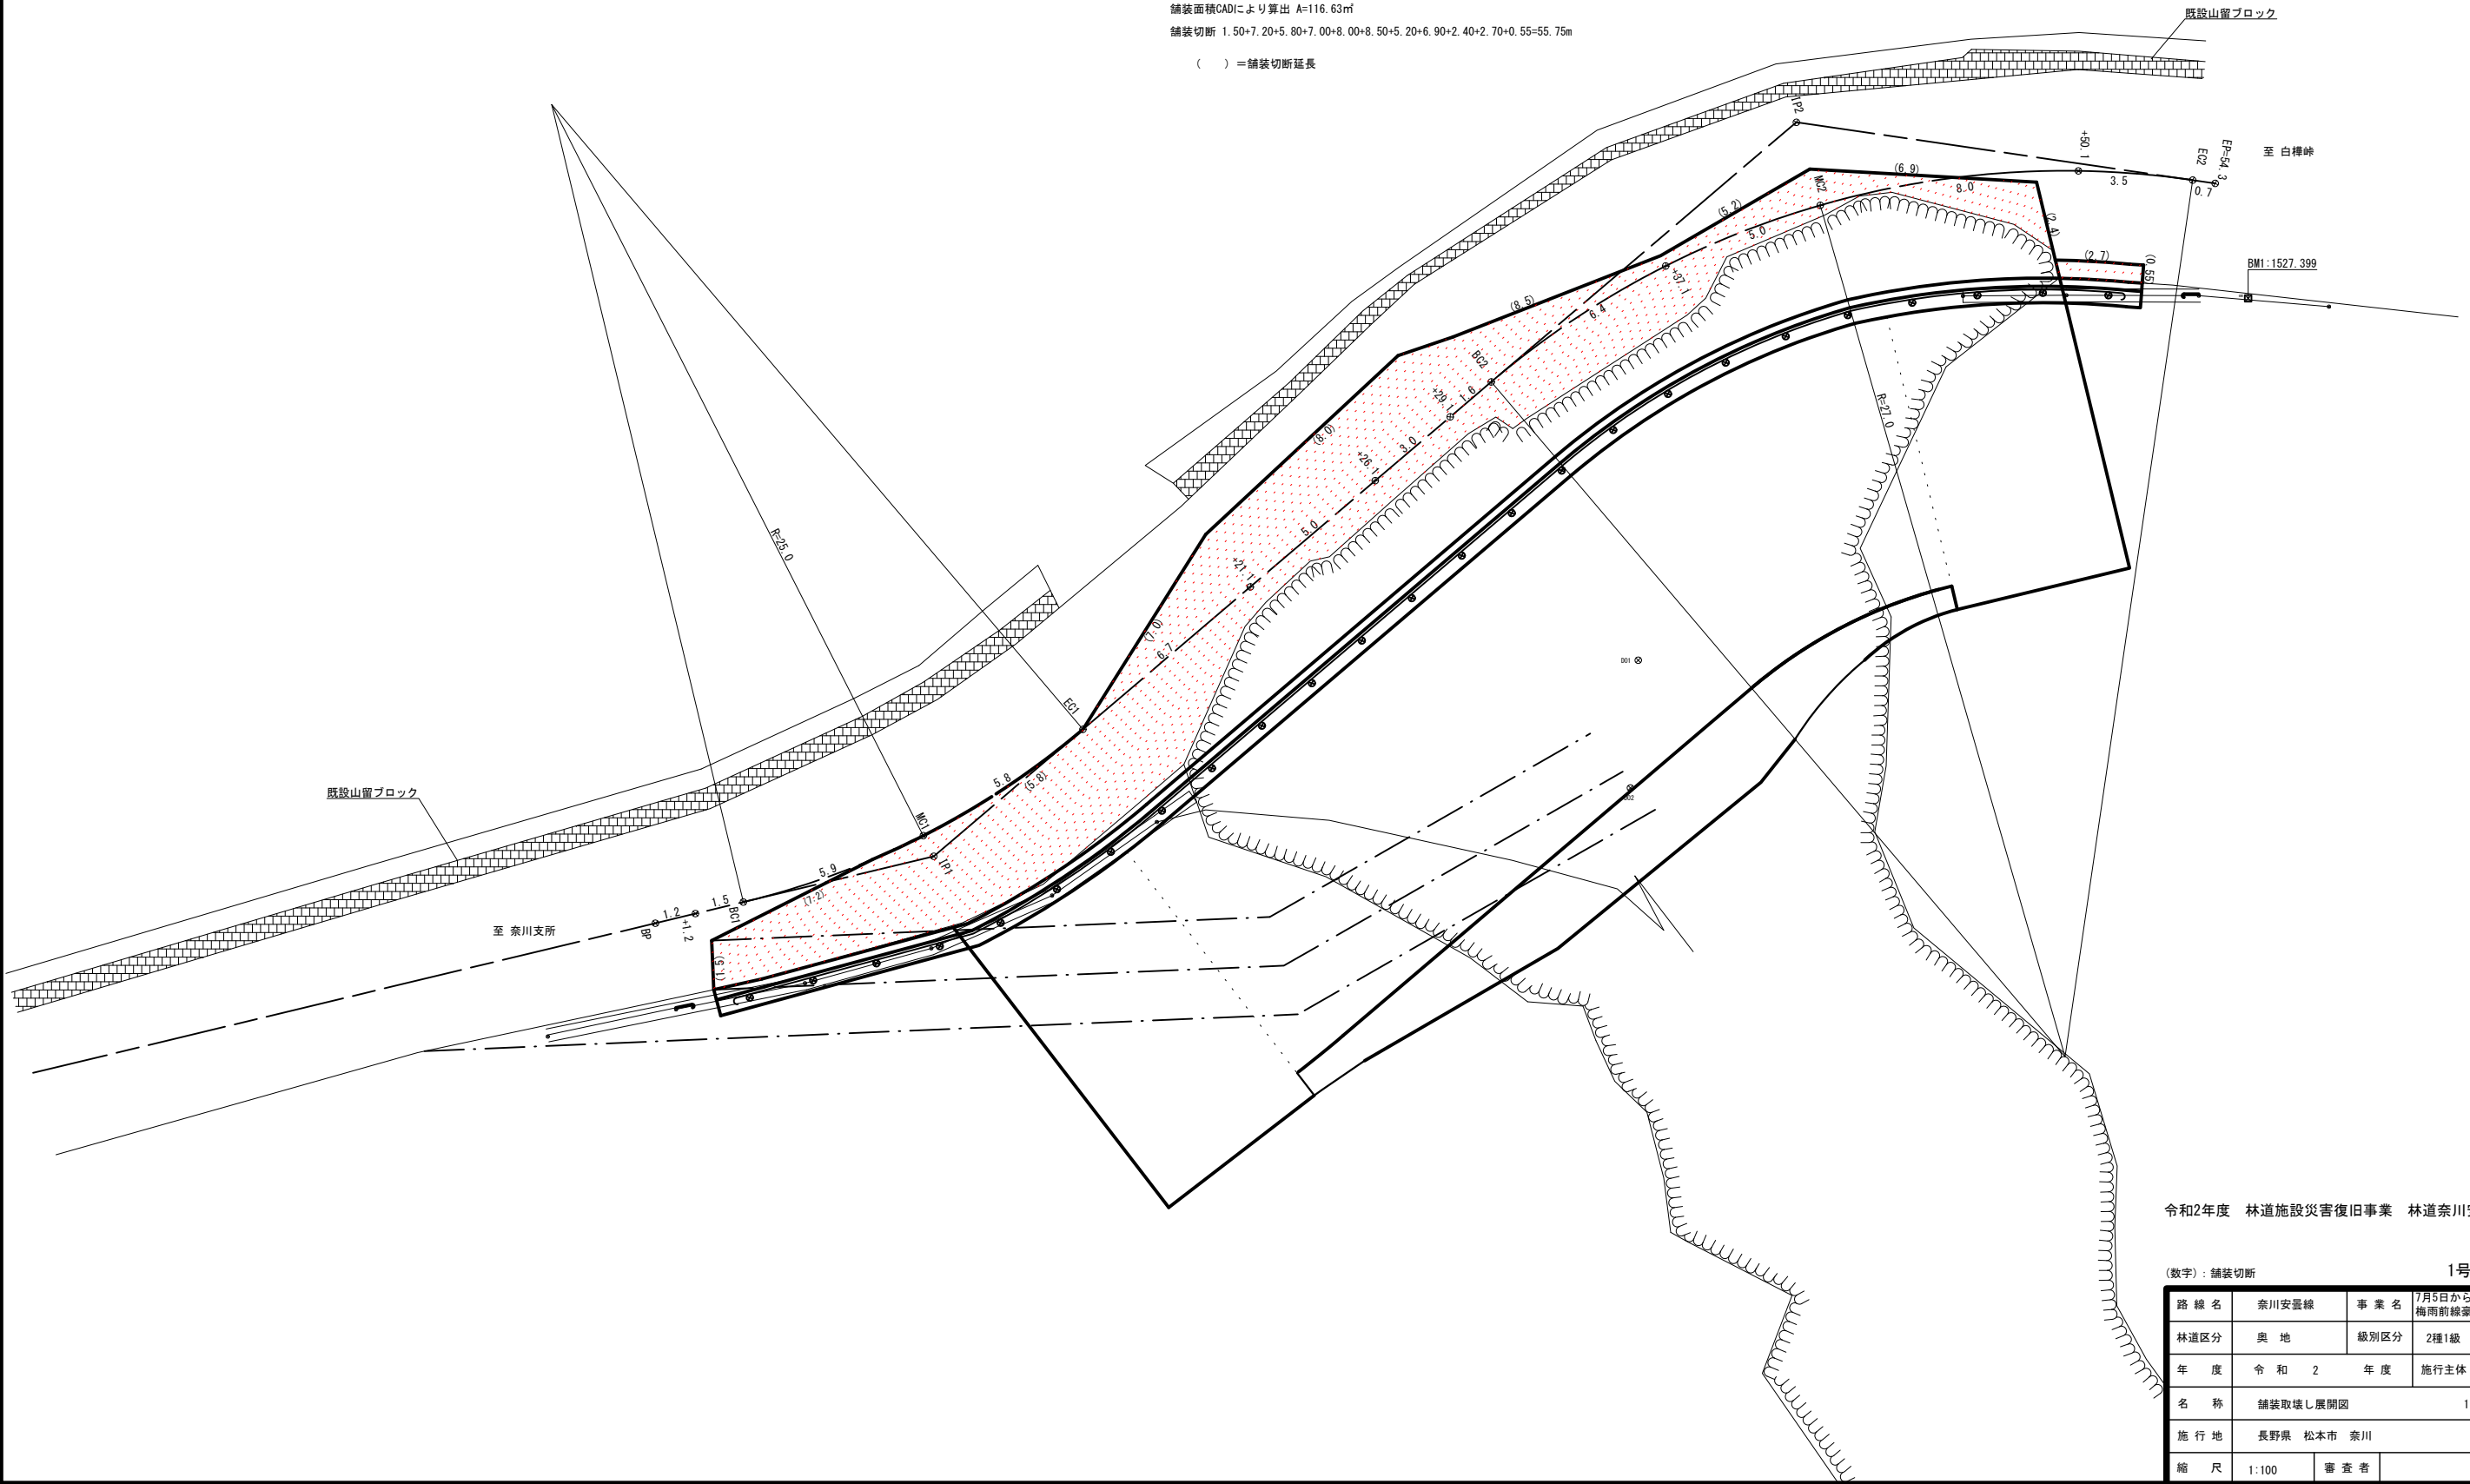 舗装面積CADにより算出 A=116.63㎡
舗装切断 1.50+7.20+5.80+7.00+8.00+8.50+5.20+6.90+2.40+2.70+0.55=55.75m
(　　)=舗装切断延長
既設山留ブロック
IP2
+50.1
EC2
EP=54.3
至 白樺峠
(6.9)
MC2
8.0
3.5
0.7
(5.2)
5.0
(2.4)
(2.7)
(0.55)
BM1:1527.399
+37.1
(8.5)
6.4
BC2
+29.1
1.6
R=27.0
(8.0)
3.0
+26.1
R=25.0
5.0
+21.1
(7.0)
6.7
D01
EC1
D02
5.8
(5.8)
既設山留ブロック
MC1
IP1
5.9
(7.2)
1.5
BC1
1.2
+1.2
BP
至 奈川支所
(1.5)
令和2年度　林道施設災害復旧事業　林道奈川
(数字):舗装切断
1号
路線名　奈川安曇線　事業名　7月5日から
梅雨前線
林道区分　奥 地　級別区分　2種1級
年 度　令 和　2　年 度　施行主体
名 称　舗装取壊し展開図　1
施行地　長野県 松本市 奈川
縮 尺　1:100　審査者